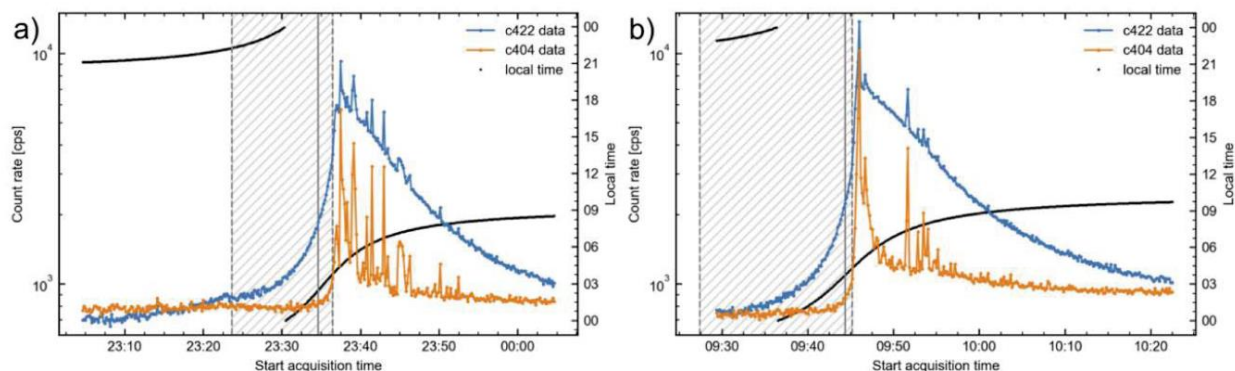 a)
c422 data
c404 data
local time
Count rate [cps]
10⁴
10³
00
21
18
15
12
09
06
03
00
Local time
23:10 23:20 23:30 23:40 23:50 00:00
Start acquisition time
b)
c422 data
c404 data
local time
Count rate [cps]
10⁴
10³
00
21
18
15
12
09
06
03
00
Local time
09:30 09:40 09:50 10:00 10:10 10:20
Start acquisition time